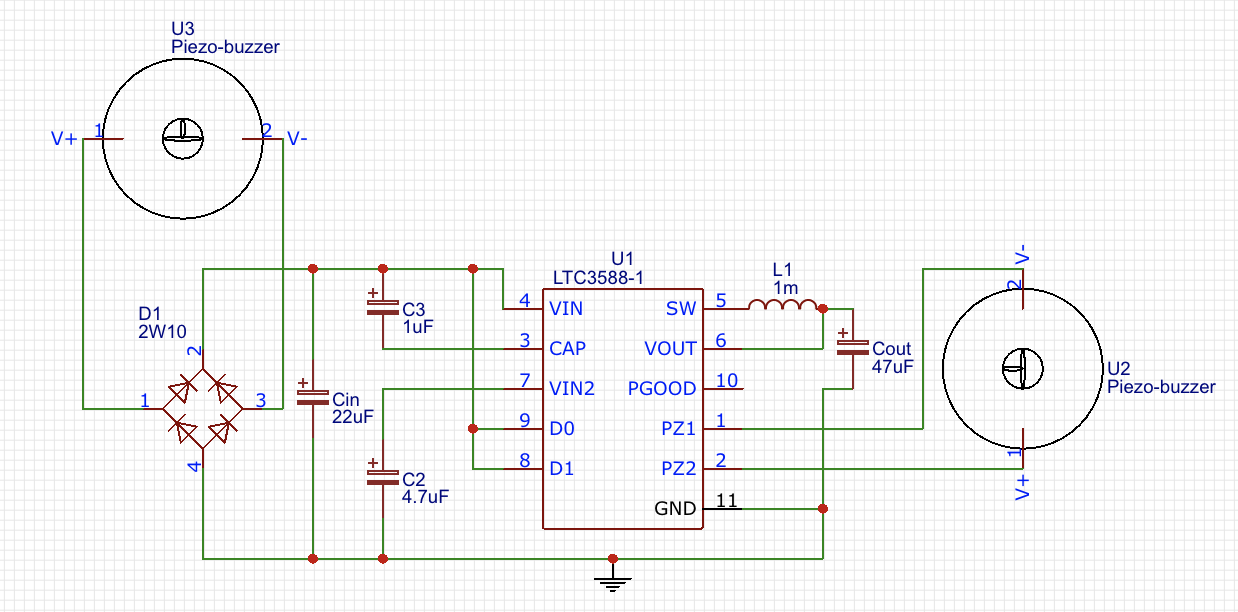 U3
Piezo-buzzer
V+ 1 2 V-
U1
LTC3588-1
L1
1m
V-
2
D1
2W10
C3
1uF
4 VIN SW 5
3 CAP VOUT 6
Cout
47uF
7 VIN2 PGOOD 10
9 D0 PZ1 1
8 D1 PZ2 2
GND 11
2
1 3
4
Cin
22uF
C2
4.7uF
U2
Piezo-buzzer
1
V+
+
+
+
+